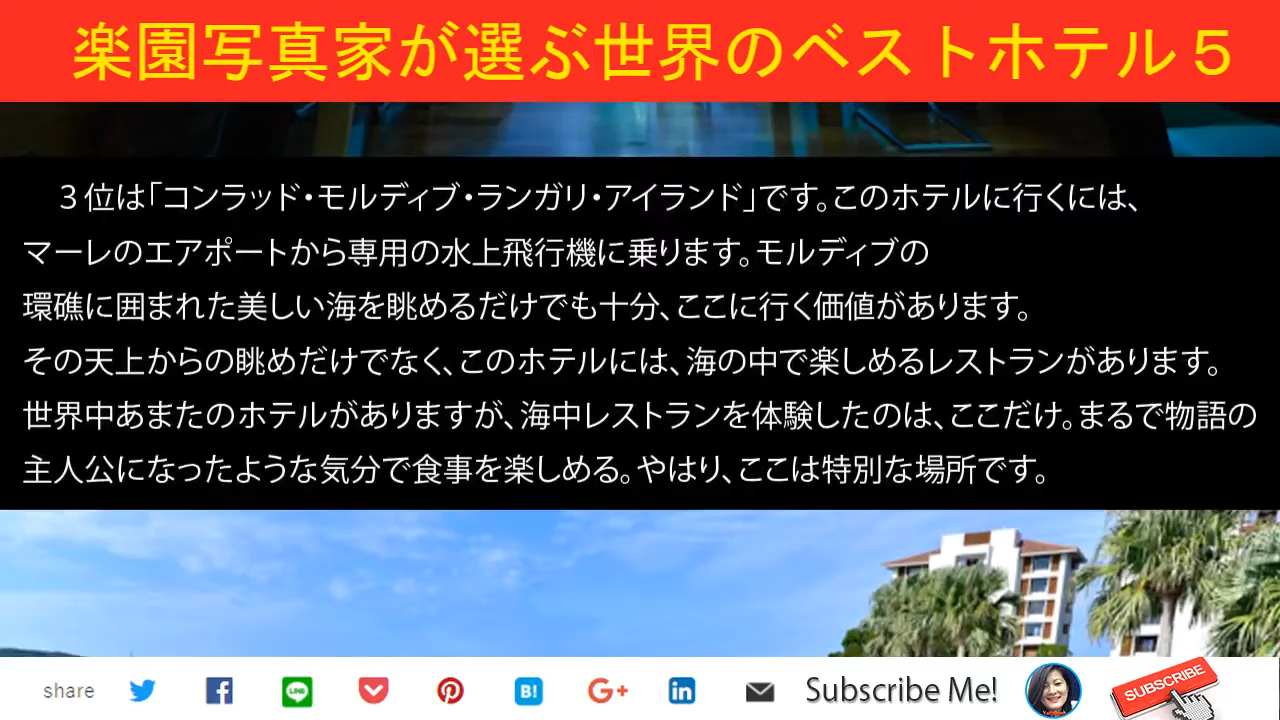 楽園写真家が選ぶ世界のベストホテル５
３位は「コンラッド・モルディブ・ランガリ・アイランド」です。このホテルに行くには、
マーレのエアポートから専用の水上飛行機に乗ります。モルディブの
環礁に囲まれた美しい海を眺めるだけでも十分、ここに行く価値があります。
その天上からの眺めだけでなく、このホテルには、海の中で楽しめるレストランがあります。
世界中あまたのホテルがありますが、海中レストランを体験したのは、ここだけ。まるで物語の
主人公になったような気分で食事を楽しめる。やはり、ここは特別な場所です。
share B! G+ in LINE Subscribe Me! SUBSCRIBE